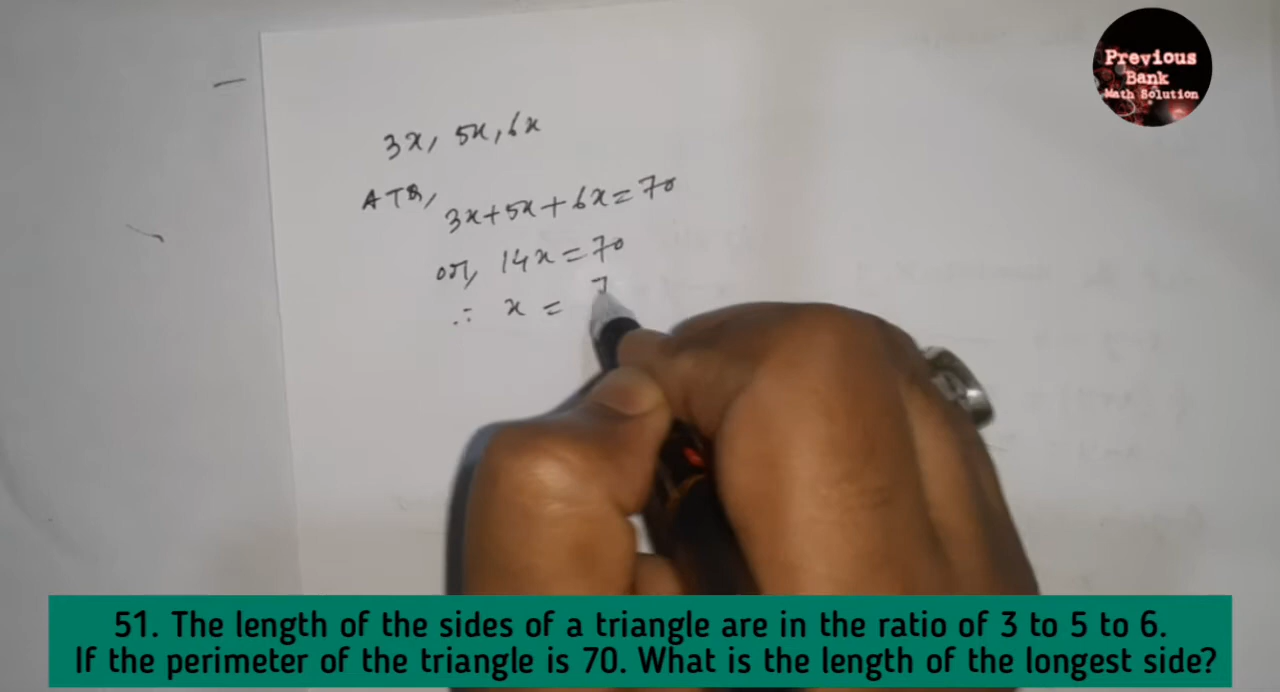 Previous
Bank
Math Solution
3x, 5x, 6x
ATQ,
3x+5x+6x=70
or, 14x=70
∴ x = 7
51. The length of the sides of a triangle are in the ratio of 3 to 5 to 6.
If the perimeter of the triangle is 70. What is the length of the longest side?